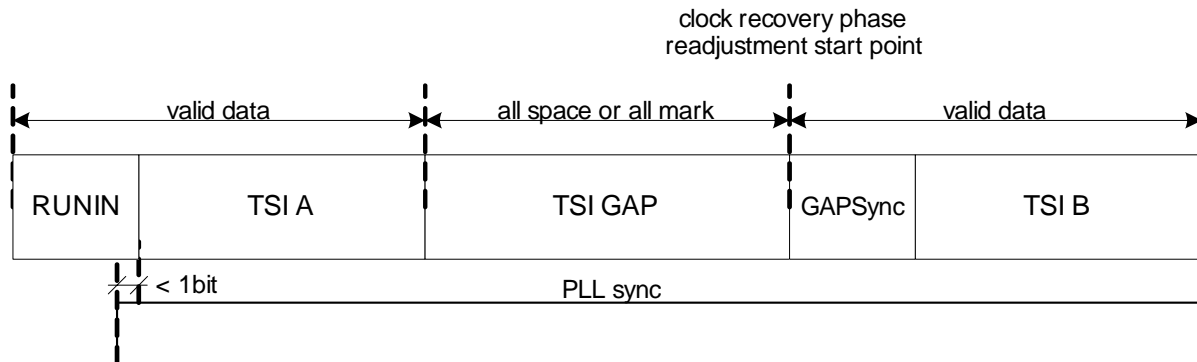 clock recovery phase
readjustment start point
valid data
all space or all mark
valid data
RUNIN
TSI A
TSI GAP
GAPSync
TSI B
< 1bit
PLL sync